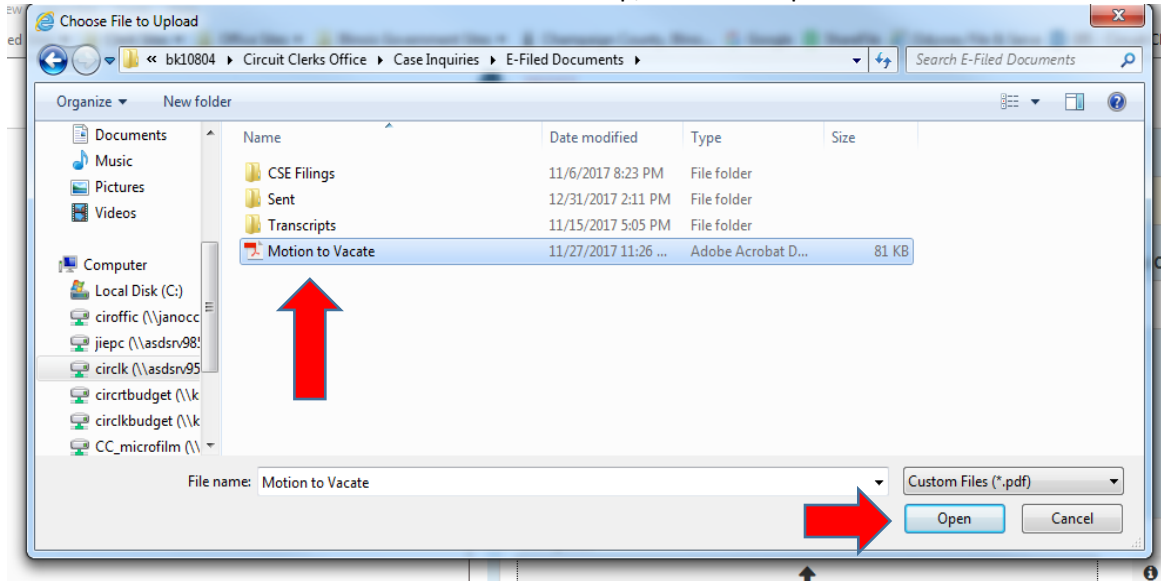 Choose File to Upload
« bk10804 ▸ Circuit Clerks Office ▸ Case Inquiries ▸ E-Filed Documents ▸
Search E-Filed Documents
Organize ▾ New folder
Documents
Music
Pictures
Videos
Computer
Local Disk (C:)
ciroffic (\\janocc
jiepc (\\asdsrv98
circlk (\\asdsrv95
circrtbudget (\\k
circlkbudget (\\k
CC_microfilm (\\
Name Date modified Type Size
CSE Filings 11/6/2017 8:23 PM File folder
Sent 12/31/2017 2:11 PM File folder
Transcripts 11/15/2017 5:05 PM File folder
Motion to Vacate 11/27/2017 11:26 ... Adobe Acrobat D... 81 KB
File name: Motion to Vacate
Custom Files (*.pdf)
Open Cancel